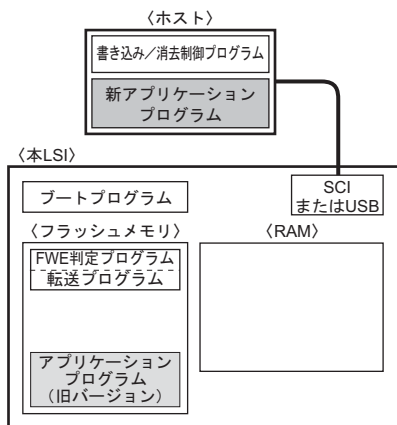 〈ホスト〉
書き込み／消去制御プログラム
新アプリケーション
プログラム
〈本LSI〉
ブートプログラム
SCI
またはUSB
〈フラッシュメモリ〉
〈RAM〉
FWE判定プログラム
転送プログラム
アプリケーション
プログラム
（旧バージョン）